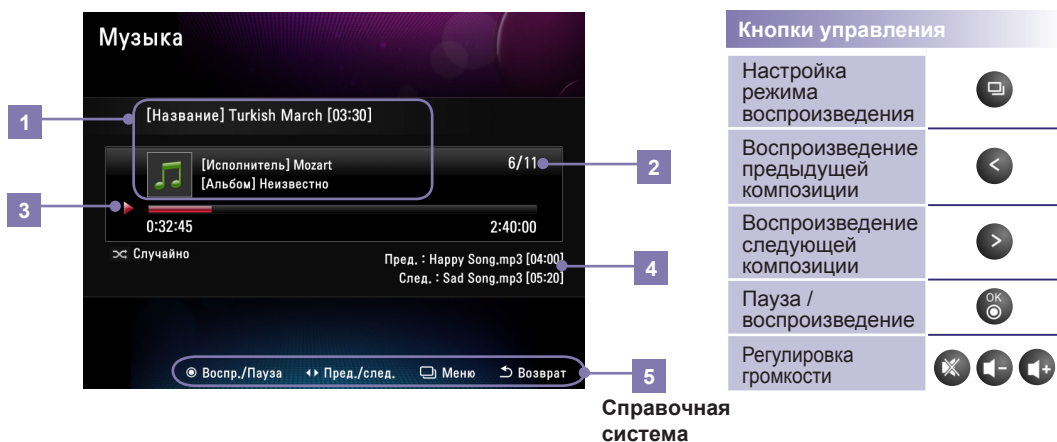 Музыка
1
[Название] Turkish March [03:30]
[Исполнитель] Mozart
[Альбом] Неизвестно
6/11
2
3
0:32:45
2:40:00
Случайно
Пред. : Happy Song.mp3 [04:00]
След. : Sad Song.mp3 [05:20]
4
Воспр./Пауза
Пред./след.
Меню
Возврат
5
Справочная
система
Кнопки управления
Настройка
режима
воспроизведения
Воспроизведение
предыдущей
композиции
Воспроизведение
следующей
композиции
Пауза /
воспроизведение
OK
Регулировка
громкости